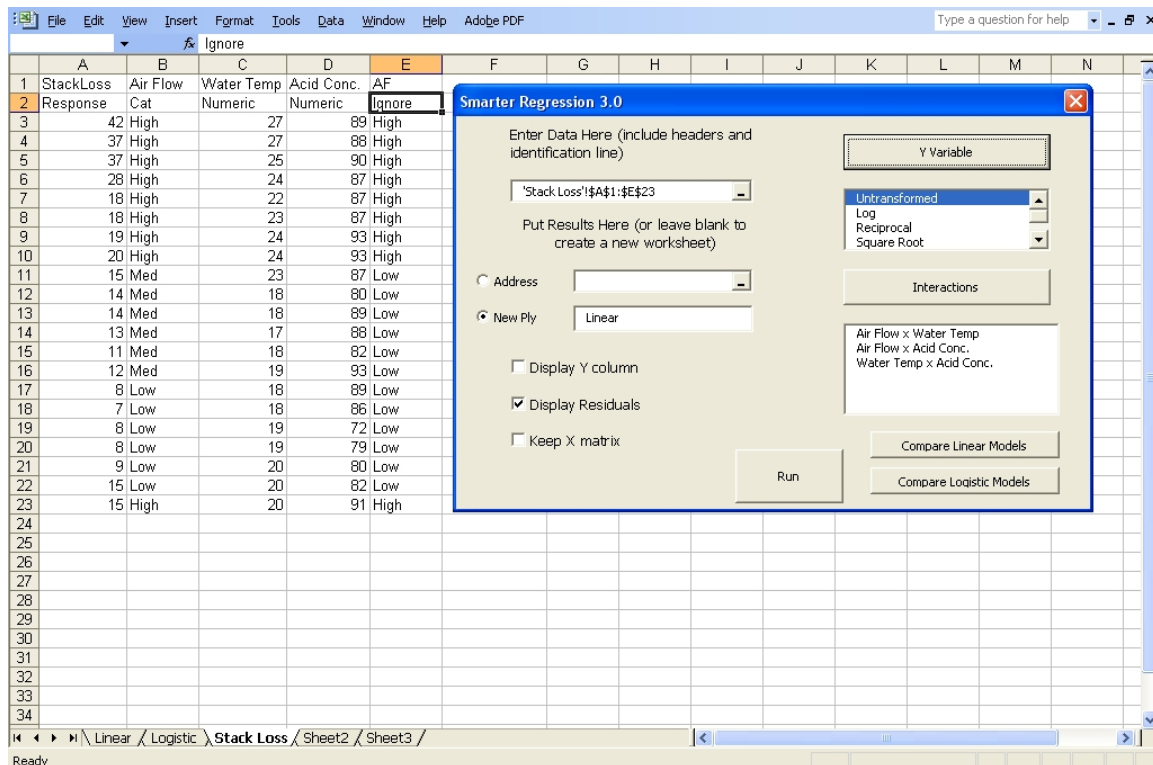 File Edit View Insert Format Tools Data Window Help Adobe PDF Type a question for help
fx Ignore
A B C D E F G H I J K L M N
1 StackLoss Air Flow Water Temp Acid Conc. AF
2 Response Cat Numeric Numeric Ignore
3 42 High 27 89 High
4 37 High 27 88 High
5 37 High 25 90 High
6 28 High 24 87 High
7 18 High 22 87 High
8 18 High 23 87 High
9 19 High 24 93 High
10 20 High 24 93 High
11 15 Med 23 87 Low
12 14 Med 18 80 Low
13 14 Med 18 89 Low
14 13 Med 17 88 Low
15 11 Med 18 82 Low
16 12 Med 19 93 Low
17 8 Low 18 89 Low
18 7 Low 18 86 Low
19 8 Low 19 72 Low
20 8 Low 19 79 Low
21 9 Low 20 80 Low
22 15 Low 20 82 Low
23 15 High 20 91 High
24
25
26
27
28
29
30
31
32
33
34
Smarter Regression 3.0
Enter Data Here (include headers and
identification line)
'Stack Loss'!$A$1:$E$23
Put Results Here (or leave blank to
create a new worksheet)
Address
New Ply Linear
Display Y column
Display Residuals
Keep X matrix
Run
Y Variable
Untransformed
Log
Reciprocal
Square Root
Interactions
Air Flow x Water Temp
Air Flow x Acid Conc.
Water Temp x Acid Conc.
Compare Linear Models
Compare Logistic Models
Linear Logistic Stack Loss Sheet2 Sheet3
Ready